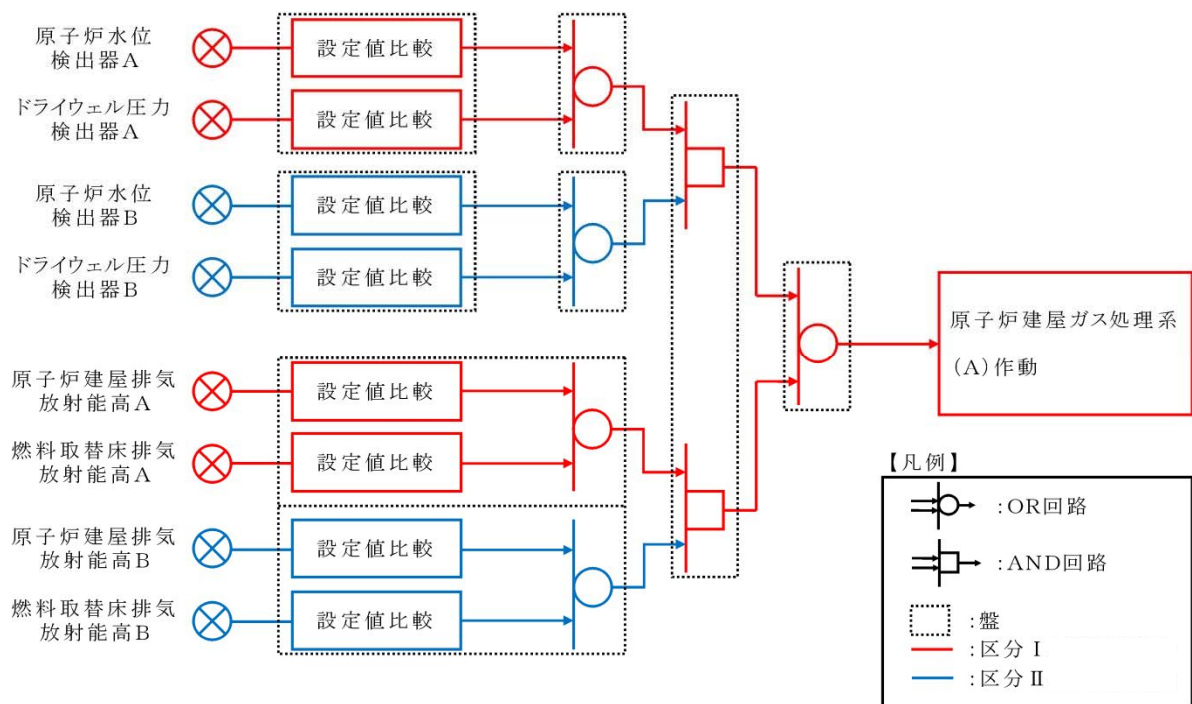 原子炉水位
検出器A
設定値比較
ドライウェル圧力
検出器A
設定値比較
原子炉水位
検出器B
設定値比較
ドライウェル圧力
検出器B
設定値比較
原子炉建屋排気
放射能高A
設定値比較
燃料取替床排気
放射能高A
設定値比較
原子炉建屋排気
放射能高B
設定値比較
燃料取替床排気
放射能高B
設定値比較
原子炉建屋ガス処理系
(A)作動
【凡例】
:OR回路
:AND回路
:盤
:区分Ⅰ
:区分Ⅱ